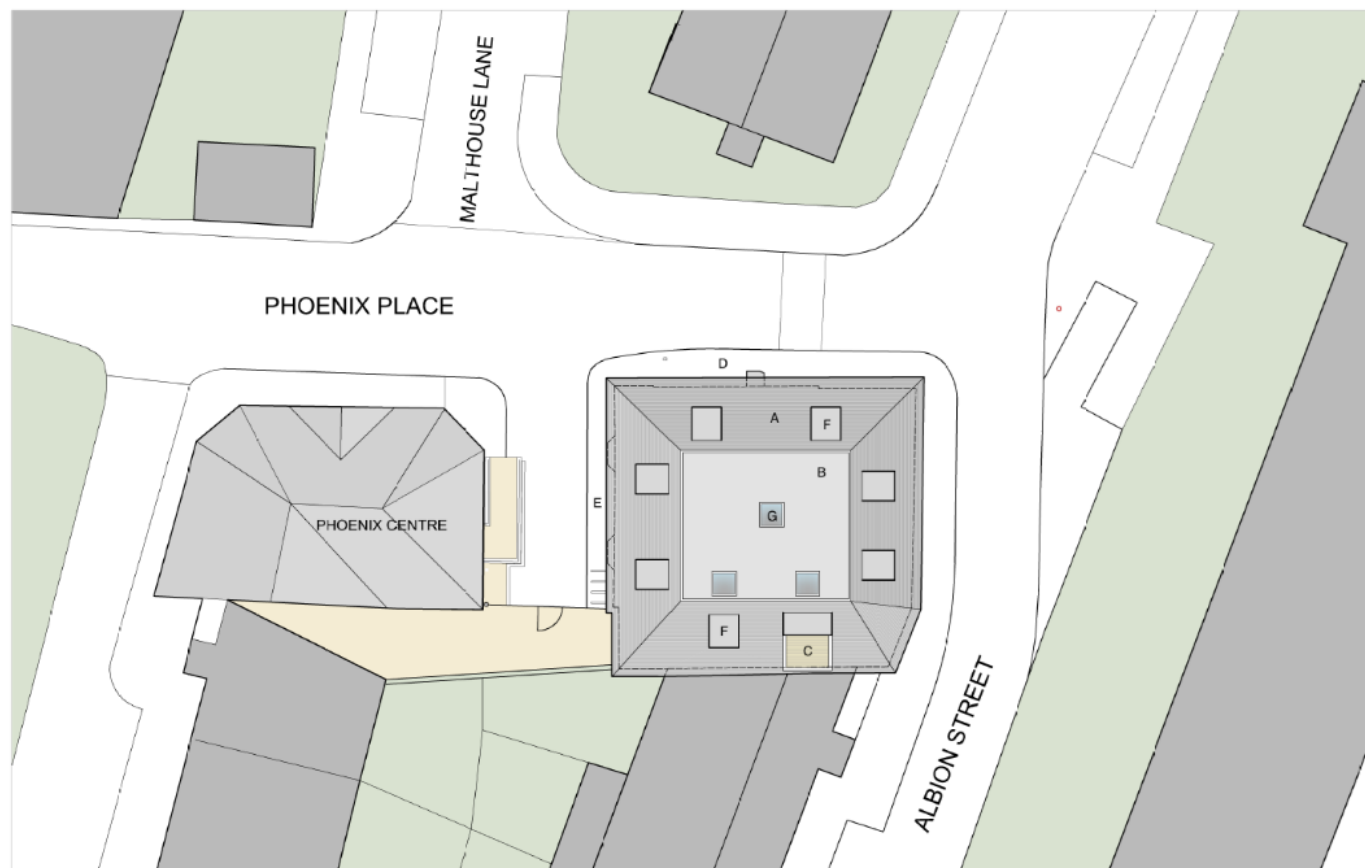 MALTHOUSE LANE
PHOENIX PLACE
D
A
F
B
E
G
PHOENIX CENTRE
F
C
ALBION STREET